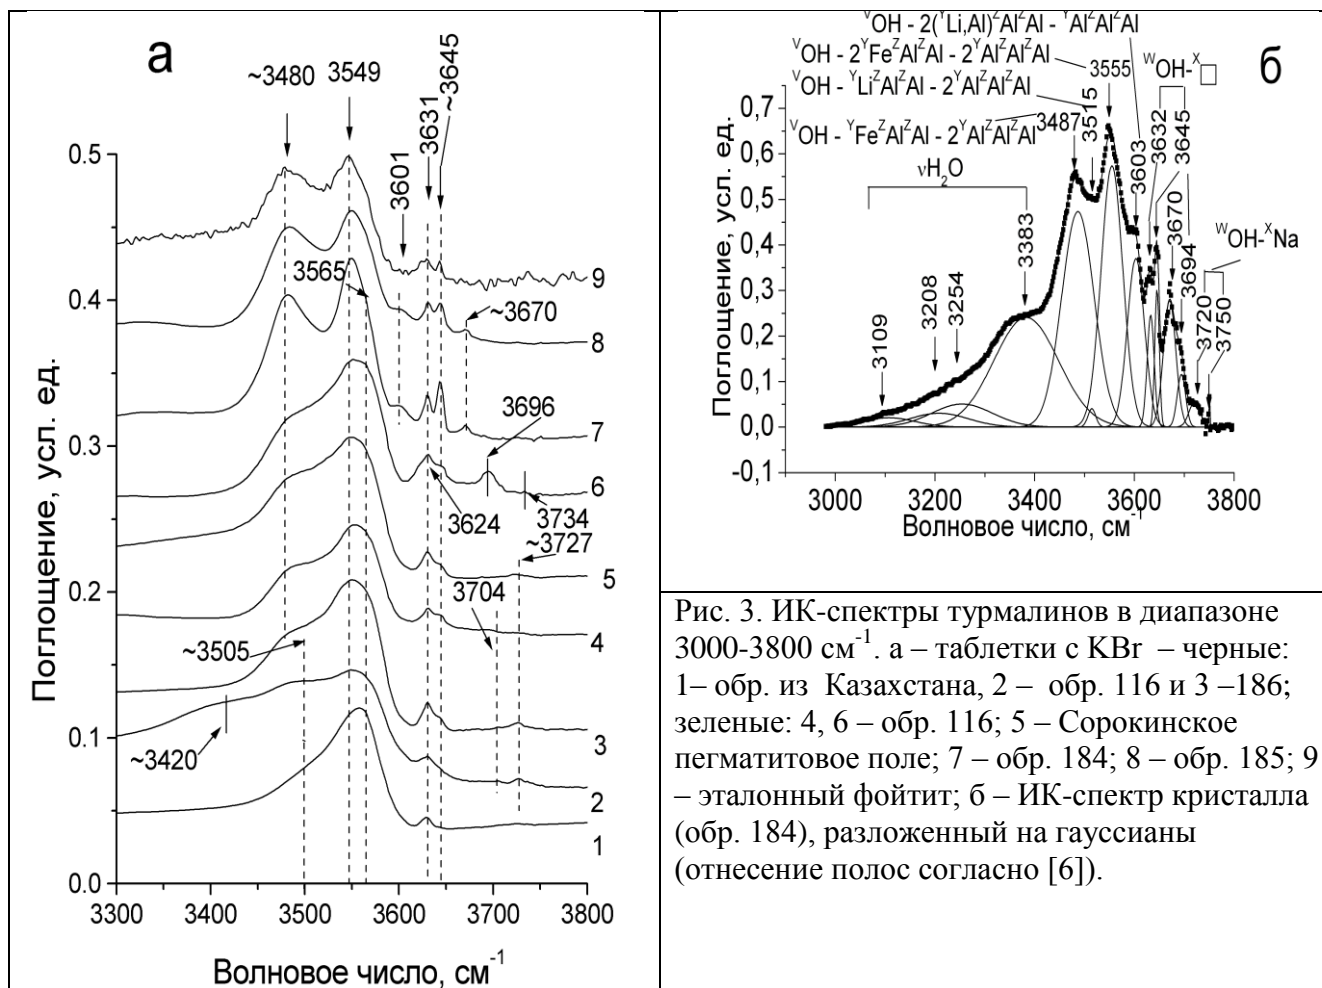 а
~3480
3549
3631
~3645
3601
0.5
3565
9
0.4
~3670
8
3696
7
0.3
6
3624
3734
~3727
5
0.2
3704
4
~3505
3
0.1
~3420
2
1
0.0
3300 3400 3500 3600 3700 3800
Волновое число, см⁻¹
Поглощение, усл. ед.
б
ⱽOH - 2(ʸLi,Al)ᶻAlᶻAl - ʸAlᶻAlᶻAl
ⱽOH - 2ʸFeᶻAlᶻAl - 2ʸAlᶻAlᶻAl
3555
ᵂOH-ˣ□
ⱽOH - ʸLiᶻAlᶻAl - 2ʸAlᶻAlᶻAl
3515
ⱽOH - ʸFeᶻAlᶻAl - 2ʸAlᶻAlᶻAl
3487
3603
3632
3645
νH₂O
3670
3694
ᵂOH-ˣNa
3720
3750
3109
3208
3254
3383
0,7
0,6
0,5
0,4
0,3
0,2
0,1
0,0
-0,1
3000 3200 3400 3600 3800
Волновое число, см⁻¹
Поглощение, усл. ед.
Рис. 3. ИК-спектры турмалинов в диапазоне
3000-3800 см⁻¹. а – таблетки с KBr – черные:
1– обр. из Казахстана, 2 – обр. 116 и 3 –186;
зеленые: 4, 6 – обр. 116; 5 – Сорокинское
пегматитовое поле; 7 – обр. 184; 8 – обр. 185; 9
– эталонный фойтит; б – ИК-спектр кристалла
(обр. 184), разложенный на гауссианы
(отнесение полос согласно [6]).